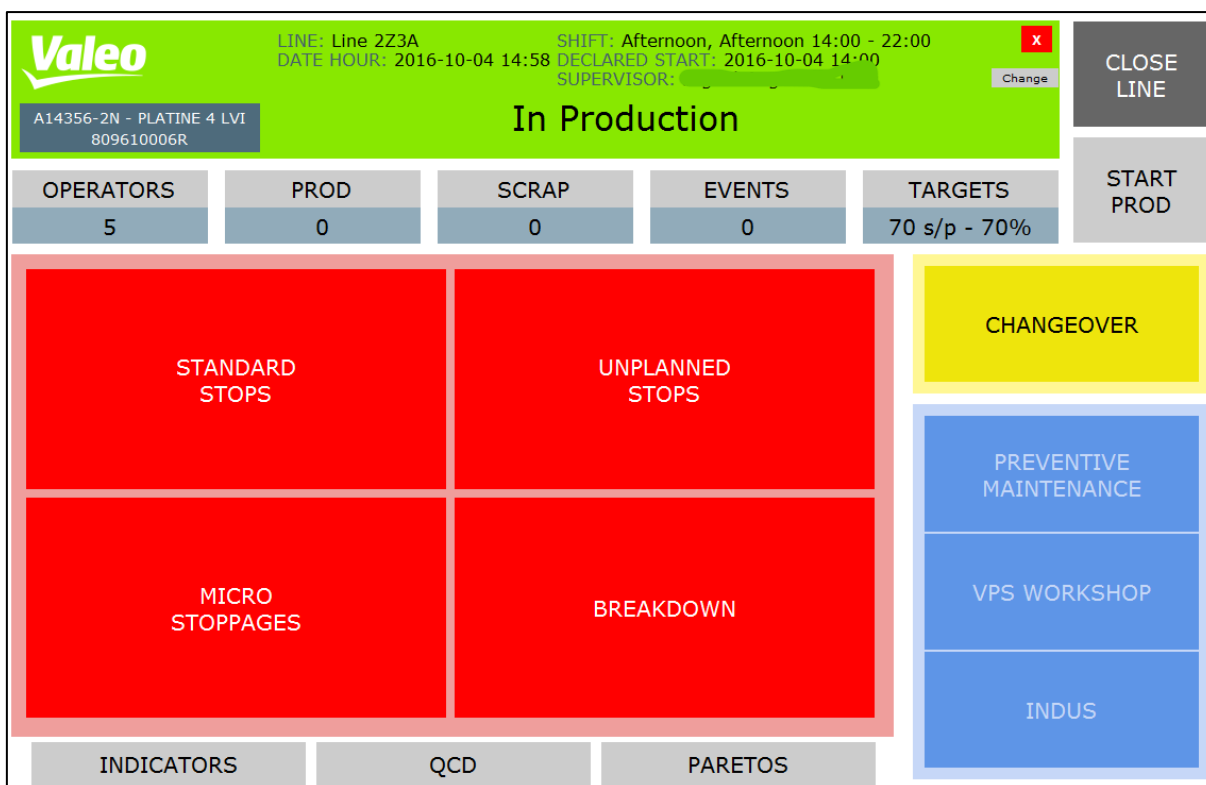 Valeo
LINE: Line 2Z3A
SHIFT: Afternoon, Afternoon 14:00 - 22:00
X
DATE HOUR: 2016-10-04 14:58
DECLARED START: 2016-10-04 14:00
SUPERVISOR:
Change
CLOSE
LINE
A14356-2N - PLATINE 4 LVI
809610006R
In Production
START
PROD
OPERATORS
5
PROD
0
SCRAP
0
EVENTS
0
TARGETS
70 s/p - 70%
STANDARD
STOPS
UNPLANNED
STOPS
MICRO
STOPPAGES
BREAKDOWN
CHANGEOVER
PREVENTIVE
MAINTENANCE
VPS WORKSHOP
INDUS
INDICATORS
QCD
PARETOS